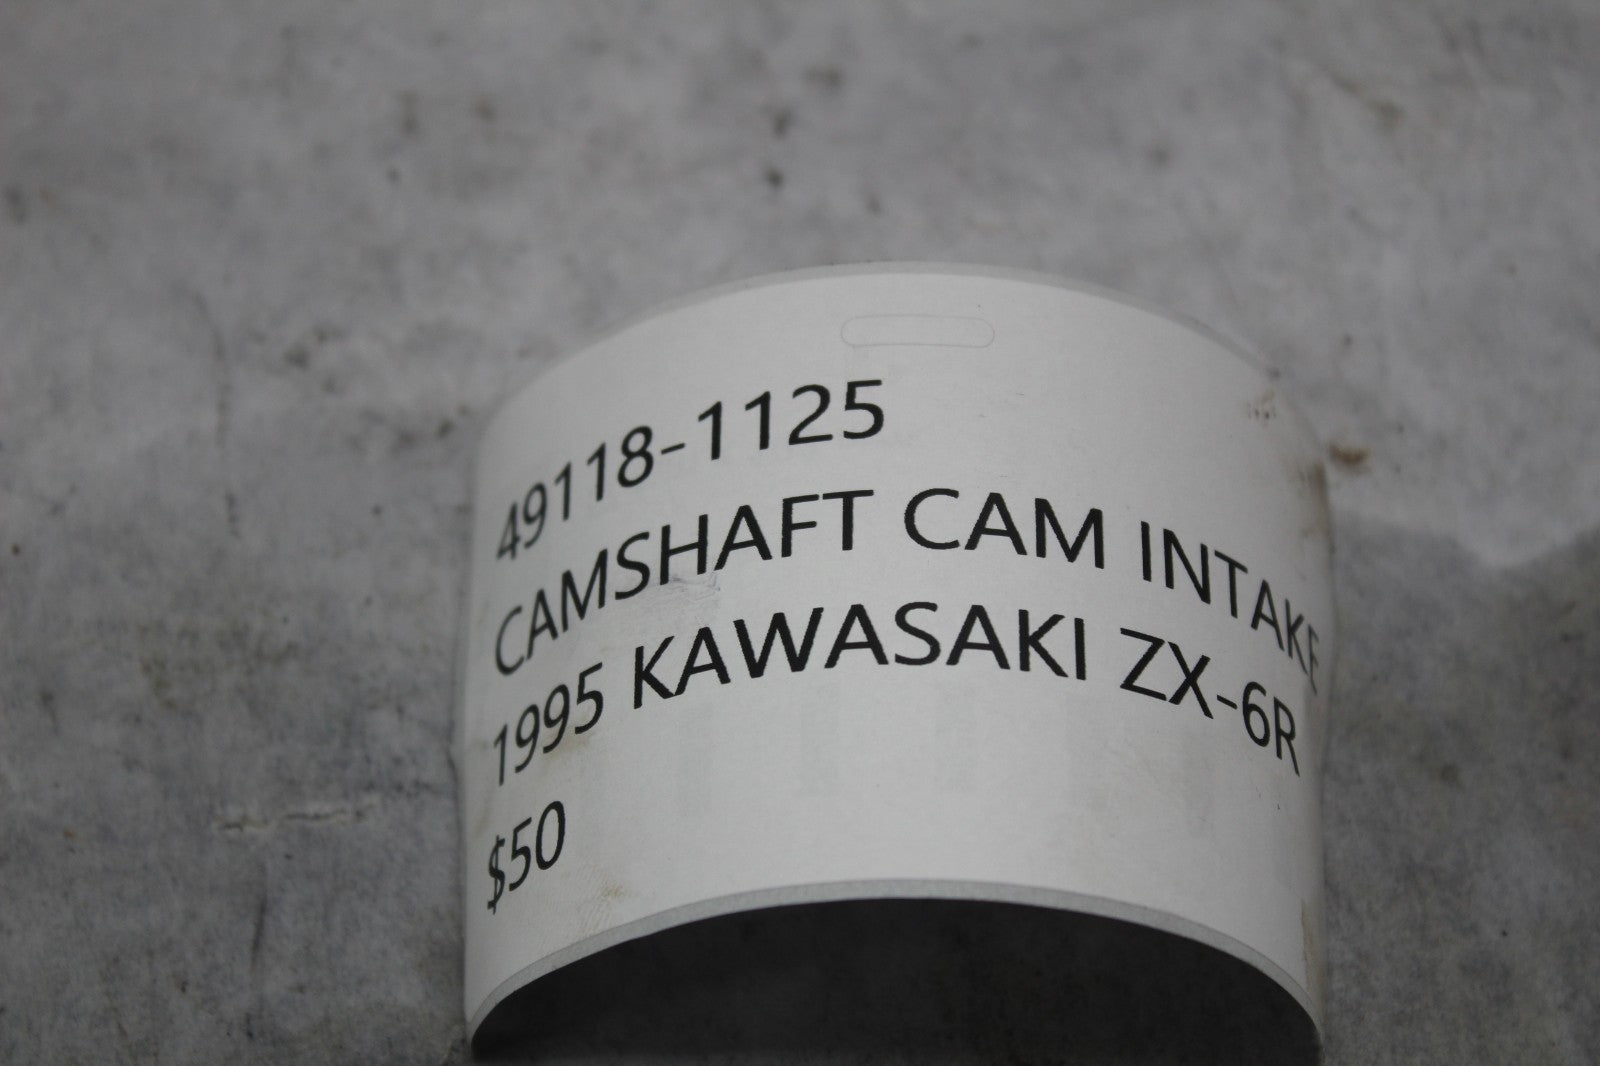 49118-1125
CAMSHAFT CAM INTAKE
1995 KAWASAKI ZX-6R
$50